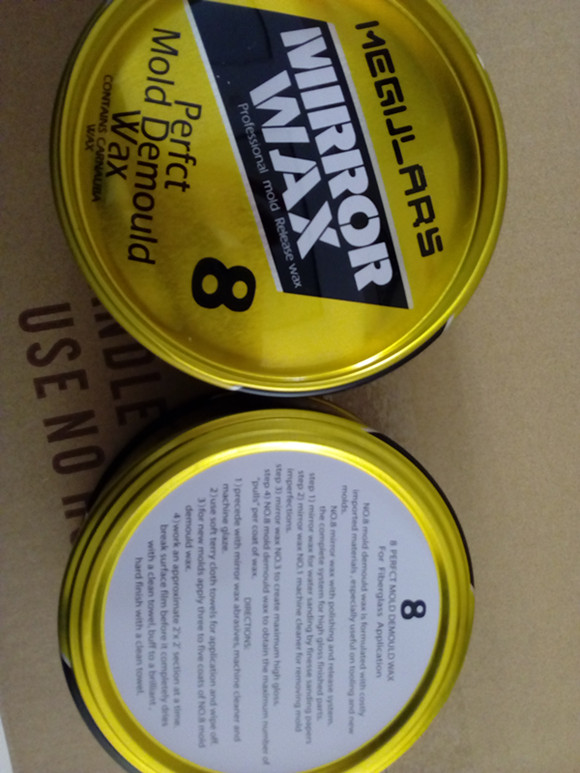 MEGULARS
MIRROR
WAX
Professional mold Release wax
Perfct
Mold Demould
Wax
CONTAINS CARNAUBA
WAX
8
USE NO
8
8 PERFCT MOLD DEMOULD WAX
For Fiberglass Application
NO.8 mold demould wax is formulated with costly
imported materials, especially useful on tooling and new
molds.
NO.8 mirror wax with polishing and release system,
the complete system for high gloss finished parts.
step 1) mirror wax for water sanding by finesse sanding papers
step 2) mirror wax NO.1 machine cleaner for removing mold
imperfections.
step 3) mirror wax NO.3 to create maximum high gloss.
step 4) NO.8 mold demould wax to obtain the maximum number of
"pulls" per coat of wax.
DIRECTIONS:
1) precede with mirror wax abrasives, machine cleaner and
machine glaze.
2) use soft terry cloth towels for application and wipe off
3) for new molds apply three to five coats of NO.8 mold
demould wax.
4) work an approximate 2'x 2' section at a time,
break surface film before it completely dries
with a clean towel. buff to a brilliant,
hard finish with a clean towel.